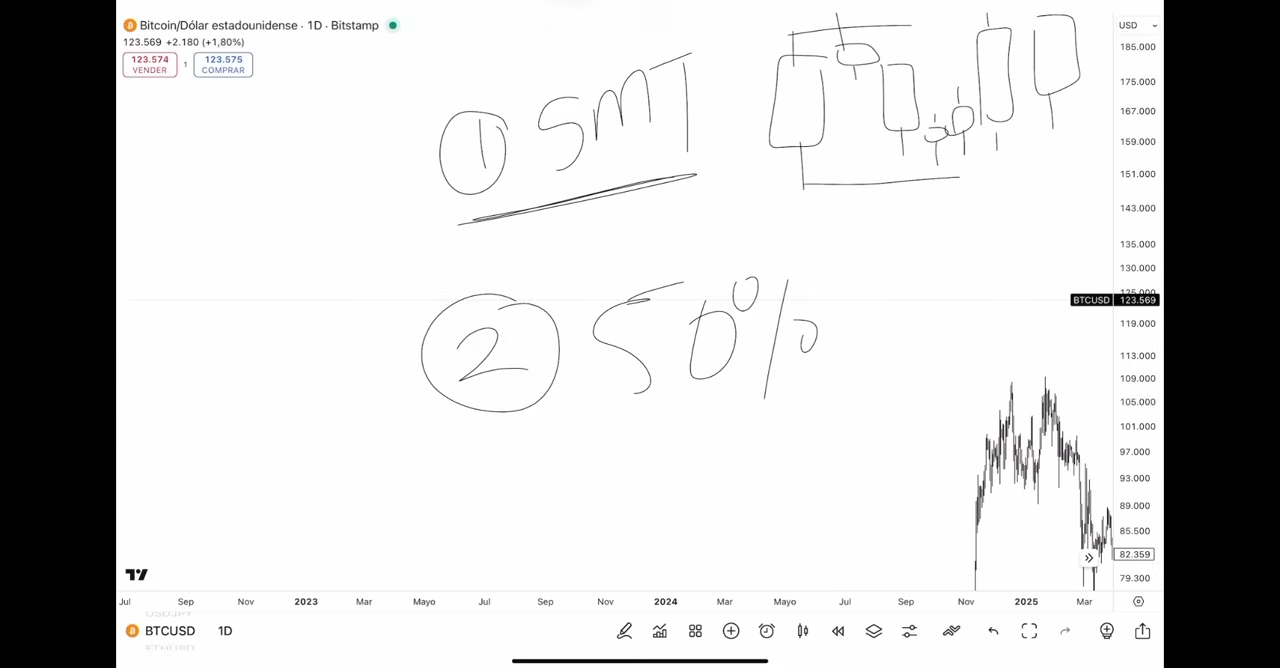 Bitcoin/Dólar estadounidense · 1D · Bitstamp
123.569 +2.180 (+1,80%)
123.574
VENDER
1
123.575
COMPRAR
USD
185.000
175.000
167.000
159.000
151.000
143.000
135.000
130.000
125.000
BTCUSD 123.569
119.000
113.000
109.000
105.000
101.000
97.000
93.000
89.000
85.500
82.359
79.300
1 SMT
2 50%
Jul Sep Nov 2023 Mar Mayo Jul Sep Nov 2024 Mar Mayo Jul Sep Nov 2025 Mar
USDJPY
BTCUSD 1D
ETHUSD